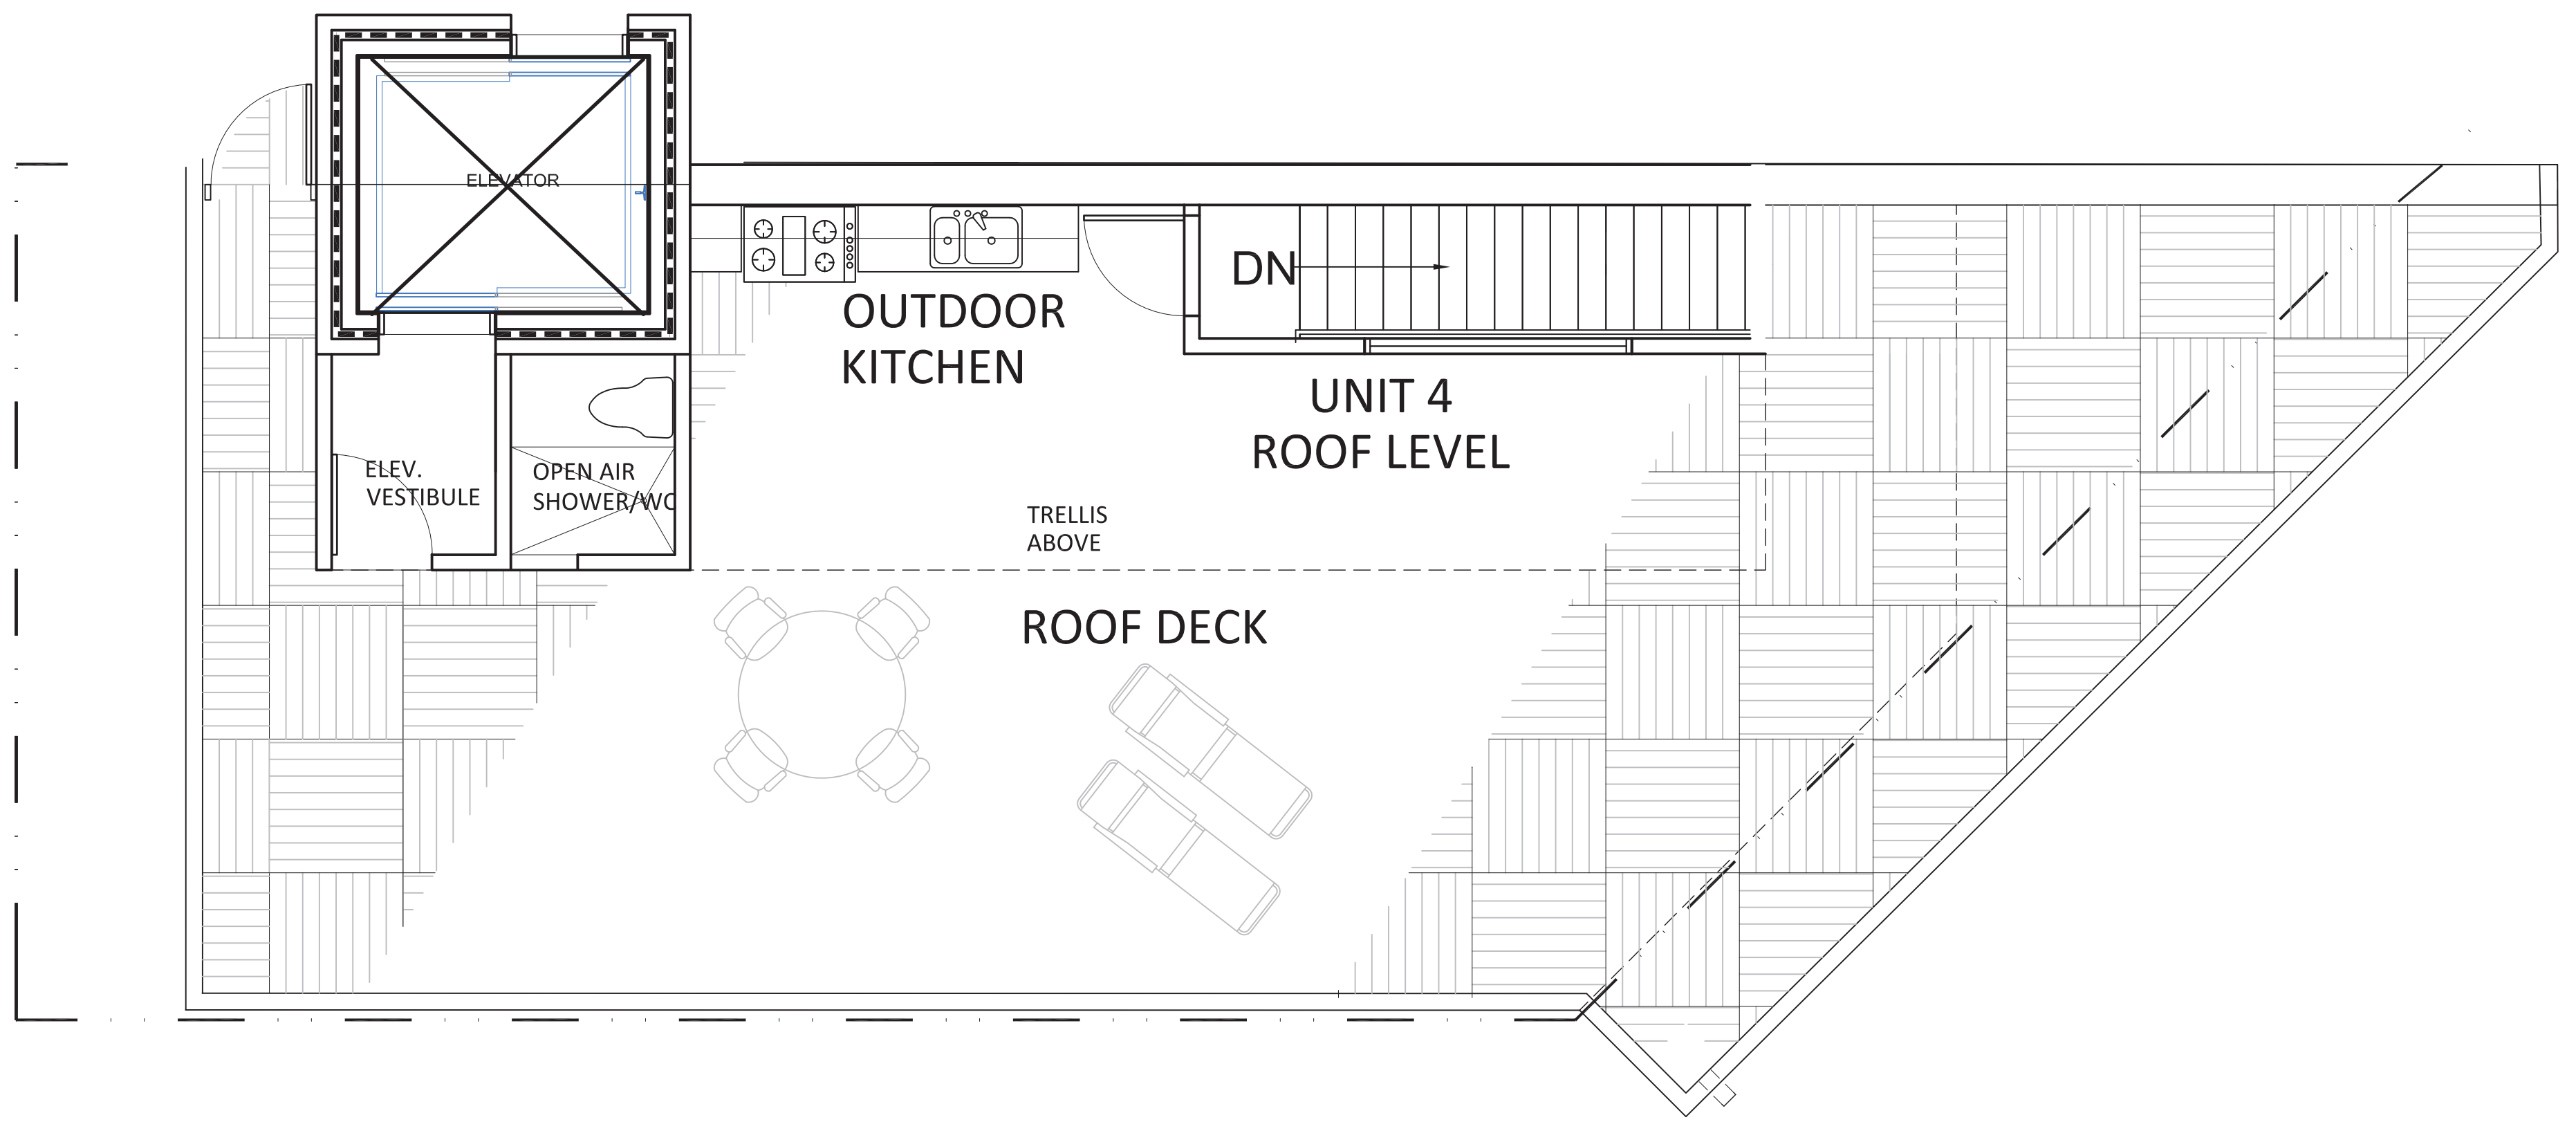 ELEVATOR
DN
OUTDOOR
KITCHEN
UNIT 4
ROOF LEVEL
ELEV.
VESTIBULE
OPEN AIR
SHOWER/WC
TRELLIS
ABOVE
ROOF DECK